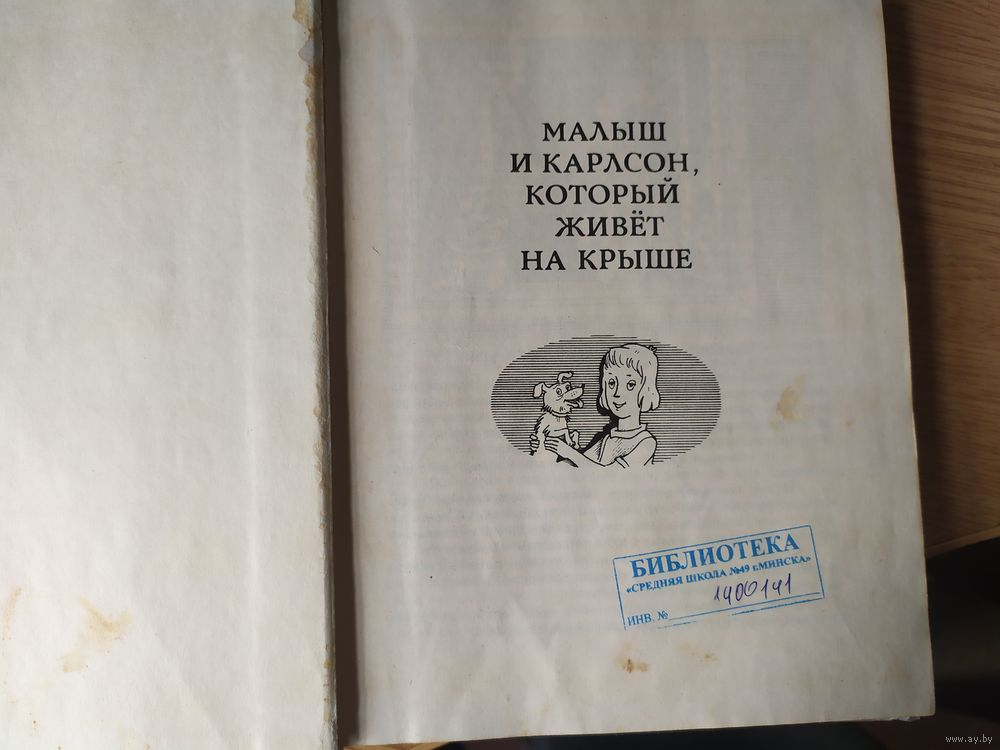 МАЛЫШ
И КАРЛСОН,
КОТОРЫЙ
ЖИВЁТ
НА КРЫШЕ
БИБЛИОТЕКА
«СРЕДНЯЯ ШКОЛА №49 г.МИНСКА»
ИНВ. № 1400141
www.ay.by